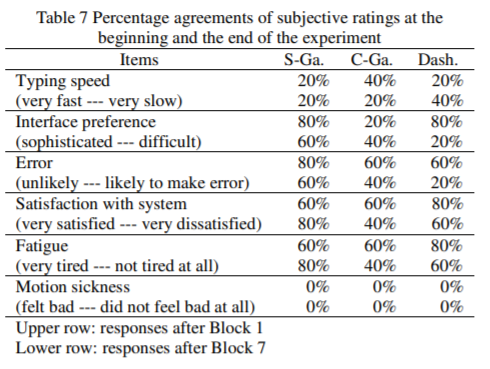 Table 7 Percentage agreements of subjective ratings at the
beginning and the end of the experiment
Items S-Ga. C-Ga. Dash.
Typing speed 20% 40% 20%
(very fast --- very slow) 20% 20% 40%
Interface preference 80% 20% 80%
(sophisticated --- difficult) 60% 40% 20%
Error 80% 60% 60%
(unlikely --- likely to make error) 60% 40% 20%
Satisfaction with system 60% 60% 80%
(very satisfied --- very dissatisfied) 80% 40% 60%
Fatigue 60% 60% 80%
(very tired --- not tired at all) 80% 40% 60%
Motion sickness 0% 0% 0%
(felt bad --- did not feel bad at all) 0% 0% 0%
Upper row: responses after Block 1
Lower row: responses after Block 7